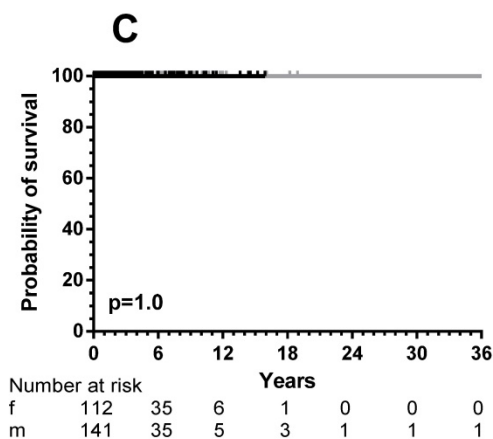 C
Probability of survival
100
80
60
40
20
0
p=1.0
0 6 12 18 24 30 36
Years
Number at risk
f 112 35 6 1 0 0 0
m 141 35 5 3 1 1 1